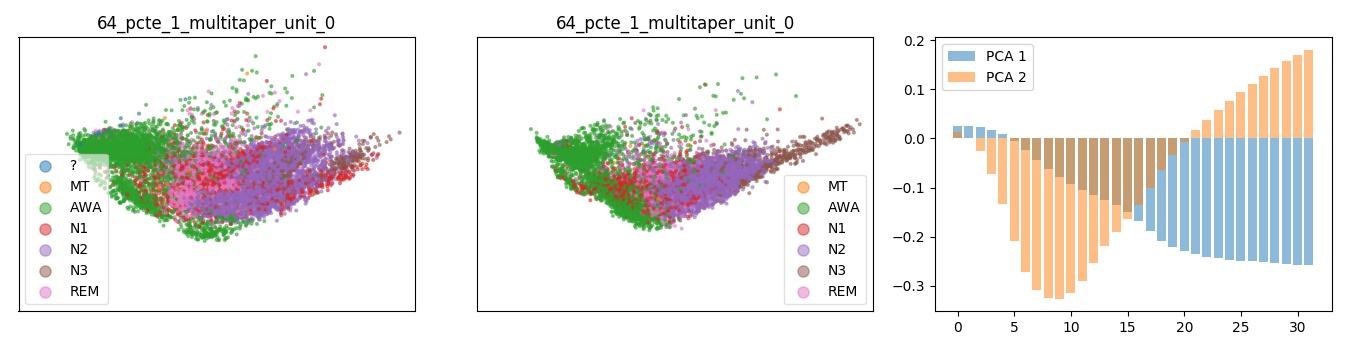 64_pcte_1_multitaper_unit_0
?
MT
AWA
N1
N2
N3
REM
64_pcte_1_multitaper_unit_0
MT
AWA
N1
N2
N3
REM
PCA 1
PCA 2
0.2
0.1
0.0
−0.1
−0.2
−0.3
0 5 10 15 20 25 30